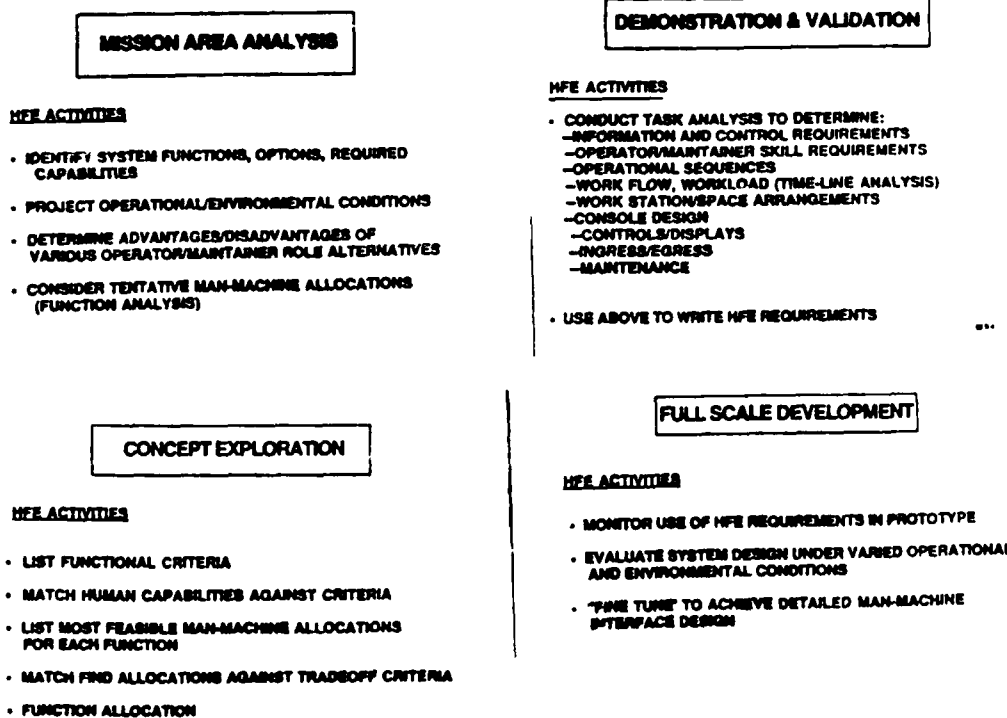 MISSION AREA ANALYSIS
HFE ACTIVITIES
• IDENTIFY SYSTEM FUNCTIONS, OPTIONS, REQUIRED
CAPABILITIES
• PROJECT OPERATIONAL/ENVIRONMENTAL CONDITIONS
• DETERMINE ADVANTAGES/DISADVANTAGES OF
VARIOUS OPERATOR/MAINTAINER ROLE ALTERNATIVES
• CONSIDER TENTATIVE MAN-MACHINE ALLOCATIONS
(FUNCTION ANALYSIS)
DEMONSTRATION & VALIDATION
HFE ACTIVITIES
• CONDUCT TASK ANALYSIS TO DETERMINE:
–INFORMATION AND CONTROL REQUIREMENTS
–OPERATOR/MAINTAINER SKILL REQUIREMENTS
–OPERATIONAL SEQUENCES
–WORK FLOW, WORKLOAD (TIME-LINE ANALYSIS)
–WORK STATION/SPACE ARRANGEMENTS
–CONSOLE DESIGN
–CONTROLS/DISPLAYS
–INGRESS/EGRESS
–MAINTENANCE
• USE ABOVE TO WRITE HFE REQUIREMENTS
CONCEPT EXPLORATION
HFE ACTIVITIES
• LIST FUNCTIONAL CRITERIA
• MATCH HUMAN CAPABILITIES AGAINST CRITERIA
• LIST MOST FEASIBLE MAN-MACHINE ALLOCATIONS
FOR EACH FUNCTION
• MATCH FIND ALLOCATIONS AGAINST TRADEOFF CRITERIA
• FUNCTION ALLOCATION
FULL SCALE DEVELOPMENT
HFE ACTIVITIES
• MONITOR USE OF HFE REQUIREMENTS IN PROTOTYPE
• EVALUATE SYSTEM DESIGN UNDER VARIED OPERATIONAL
AND ENVIRONMENTAL CONDITIONS
• "FINE TUNE" TO ACHIEVE DETAILED MAN-MACHINE
INTERFACE DESIGN